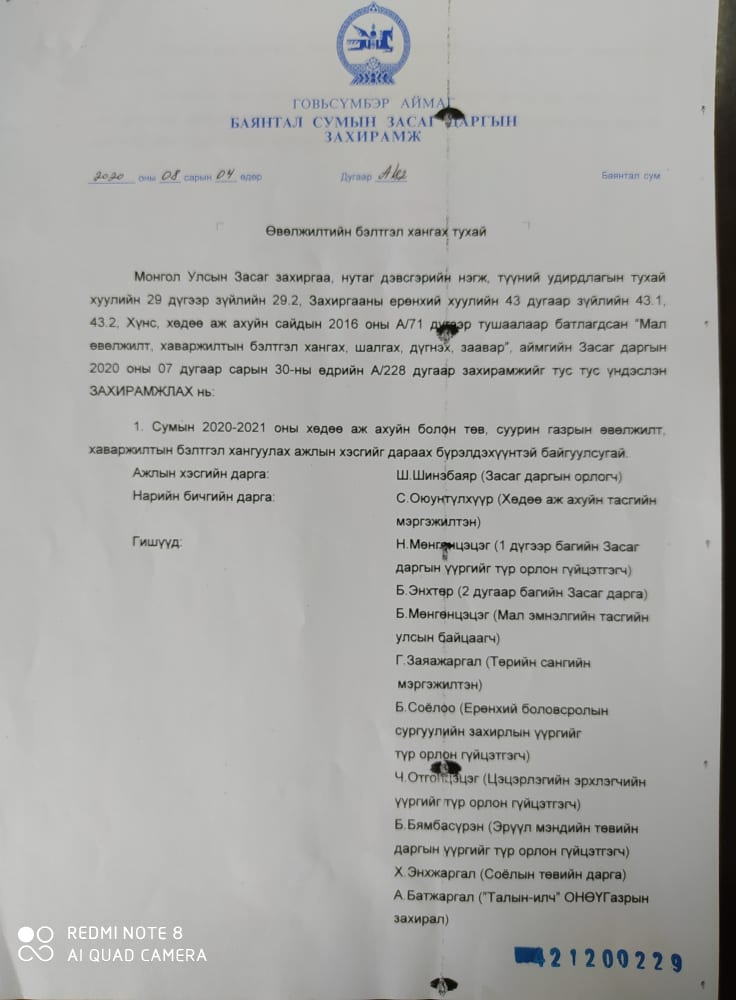 ГОВЬСҮМБЭР АЙМАГ
БАЯНТАЛ СУМЫН ЗАСАГ ДАРГЫН
ЗАХИРАМЖ
2020 оны 08 сарын 04 өдөр Дугаар Баянтал сум
Өвөлжилтийн бэлтгэл хангах тухай
Монгол Улсын Засаг захиргаа, нутаг дэвсгэрийн нэгж, түүний удирдлагын тухай
хуулийн 29 дүгээр зүйлийн 29.2, Захиргааны ерөнхий хуулийн 43 дугаар зүйлийн 43.1,
43.2, Хүнс, хөдөө аж ахуйн сайдын 2016 оны А/71 дүгээр тушаалаар батлагдсан "Мал
өвөлжилт, хаваржилтын бэлтгэл хангах, шалгах, дүгнэх, заавар", аймгийн Засаг даргын
2020 оны 07 дугаар сарын 30-ны өдрийн А/228 дугаар захирамжийг тус тус үндэслэн
ЗАХИРАМЖЛАХ нь:
1. Сумын 2020-2021 оны хөдөө аж ахуйн болон төв, суурин газрын өвөлжилт,
хаваржилтын бэлтгэл хангуулах ажлын хэсгийг дараах бүрэлдэхүүнтэй байгуулсугай.
Ажлын хэсгийн дарга: Ш.Шинэбаяр (Засаг даргын орлогч)
Нарийн бичгийн дарга: С.Оюунтүлхүүр (Хөдөө аж ахуйн тасгийн
мэргэжилтэн)
Гишүүд: Н.Мөнгөнцэцэг (1 дүгээр багийн Засаг
даргын үүргийг түр орлон гүйцэтгэгч)
Б.Энхтөр (2 дугаар багийн Засаг дарга)
Б.Мөнгөнцэцэг (Мал эмнэлгийн тасгийн
улсын байцаагч)
Г.Заяажаргал (Төрийн сангийн
мэргэжилтэн)
Б.Соёлоо (Ерөнхий боловсролын
сургуулийн захирлын үүргийг
түр орлон гүйцэтгэгч)
Ч.Отгонцэцэг (Цэцэрлэгийн эрхлэгчийн
үүргийг түр орлон гүйцэтгэгч)
Б.Бямбасүрэн (Эрүүл мэндийн төвийн
даргын үүргийг түр орлон гүйцэтгэгч)
Х.Энхжаргал (Соёлын төвийн дарга)
А.Батжаргал ("Талын-илч" ОНӨҮГазрын
захирал)
421200229
REDMI NOTE 8
AI QUAD CAMERA